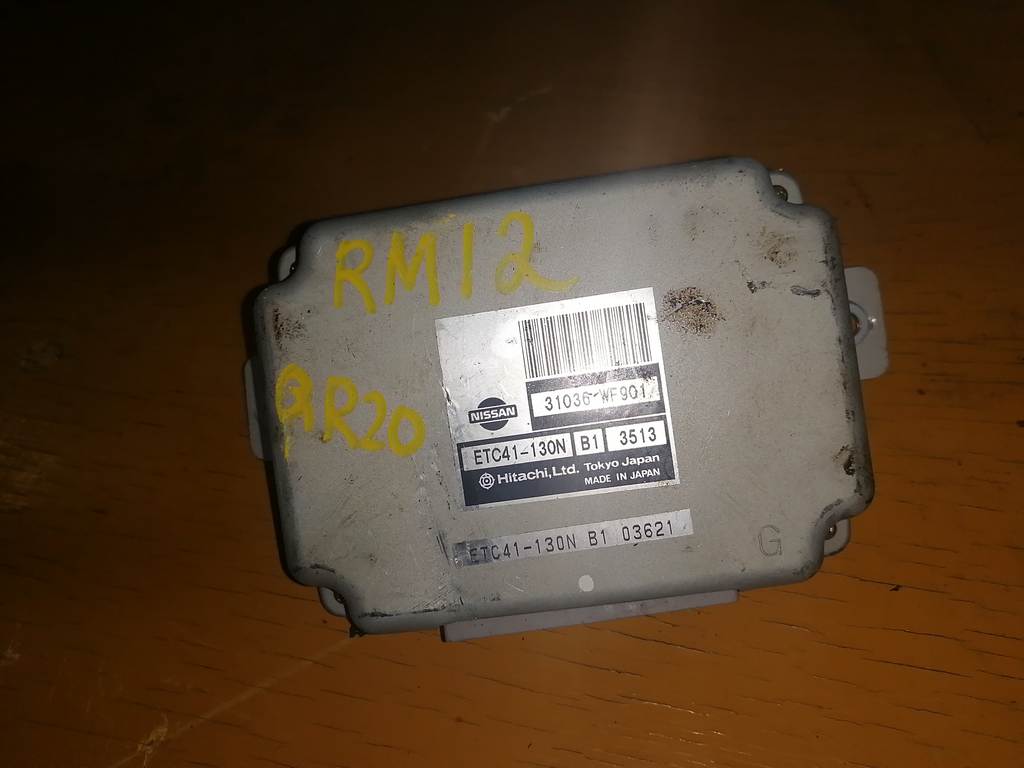 RM12
QR20
NISSAN
31036-WF901
ETC41-130N B1 3513
Hitachi, Ltd. Tokyo Japan
MADE IN JAPAN
ETC41-130N B1 03621
G